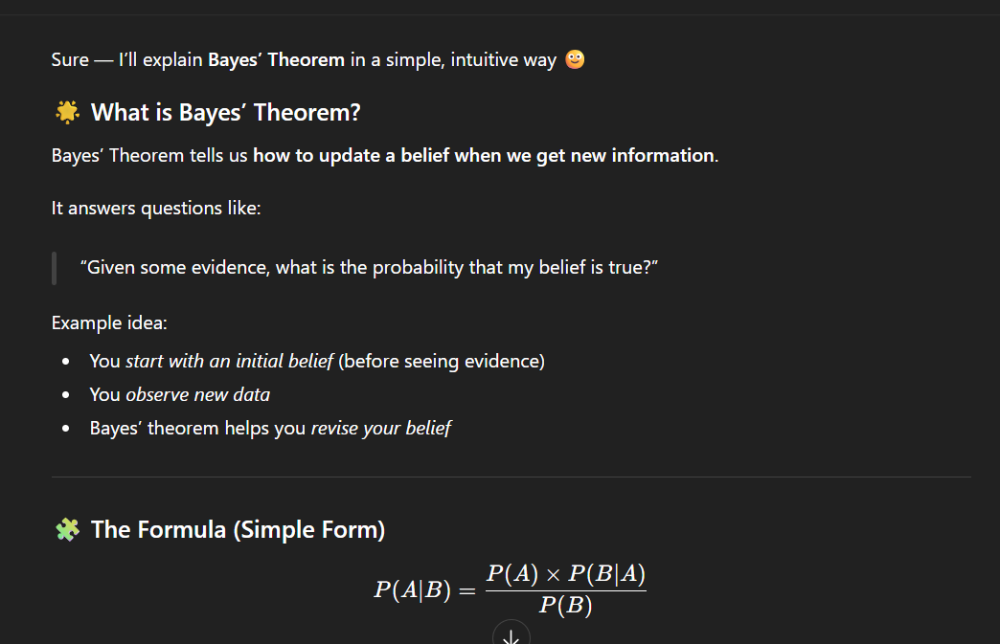 Sure — I’ll explain Bayes’ Theorem in a simple, intuitive way 🙂
🌟 What is Bayes’ Theorem?
Bayes’ Theorem tells us how to update a belief when we get new information.
It answers questions like:
“Given some evidence, what is the probability that my belief is true?”
Example idea:
• You start with an initial belief (before seeing evidence)
• You observe new data
• Bayes’ theorem helps you revise your belief
🧩 The Formula (Simple Form)
P(A|B) = P(A) × P(B|A) / P(B)